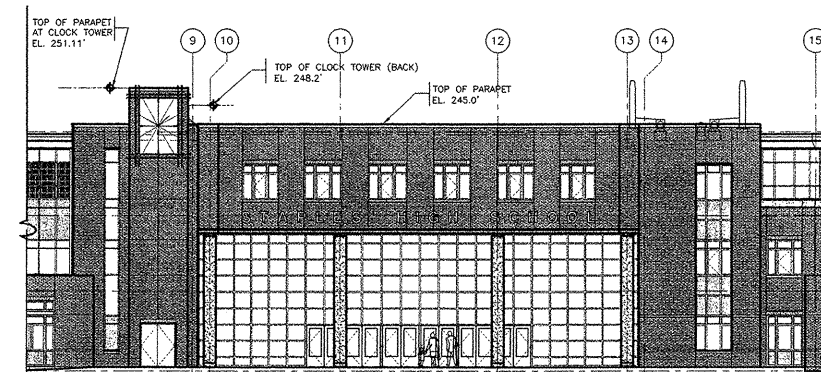 TOP OF PARAPET
AT CLOCK TOWER
EL. 251.11'
9
10
11
12
13
14
15
TOP OF CLOCK TOWER (BACK)
EL. 248.2'
TOP OF PARAPET
EL. 245.0'
HIGH SCHOOL